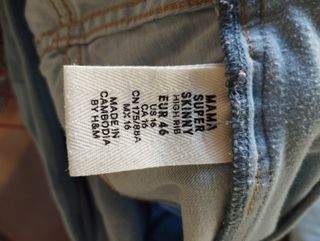 MAMA
SUPER
SKINNY
HIGH RIB
EUR 46
US 16
CA 16
CN 175/88A
MX 16
MADE IN
CAMBODIA
BY H&M